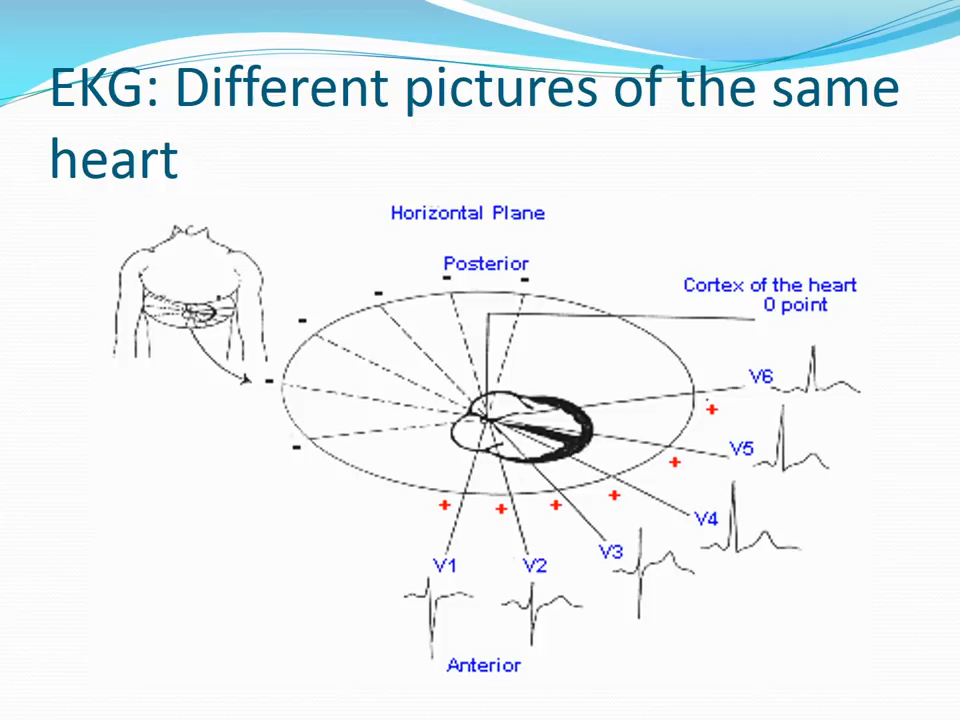 EKG: Different pictures of the same
heart
Horizontal Plane
Posterior
- - - - - -
Cortex of the heart
0 point
V6
+
V5
+
V4
+
V3
+
V2
+
V1
+
Anterior